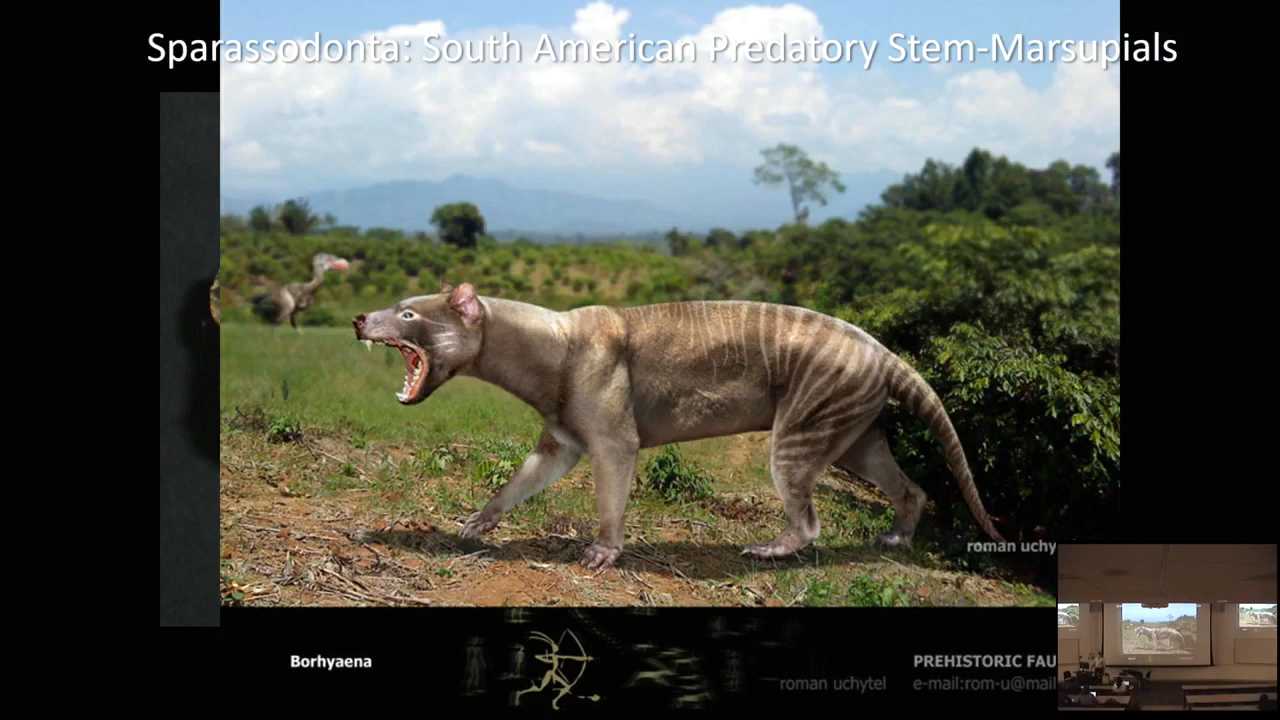 Sparassodonta: South American Predatory Stem-Marsupials
roman uchy
Borhyaena
PREHISTORIC FAU
roman uchytel
e-mail:rom-u@mail